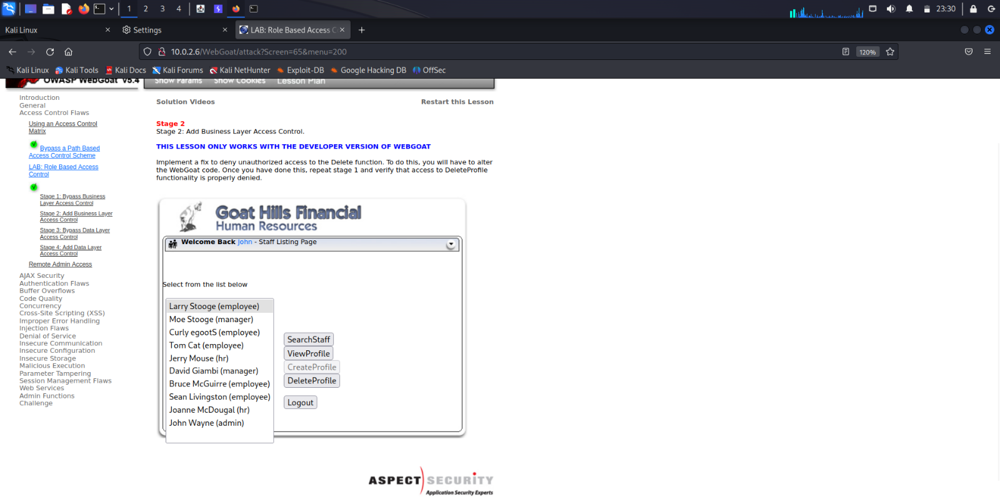 1 2 3 4
23:30
Kali Linux
Settings
LAB: Role Based Access C
10.0.2.6/WebGoat/attack?Screen=65&menu=200
120%
Kali Linux Kali Tools Kali Docs Kali Forums Kali NetHunter Exploit-DB Google Hacking DB OffSec
OWASP WebGoat V5.4
Show Params Show Cookies Lesson Plan
Introduction
General
Access Control Flaws
Using an Access Control
Matrix
Bypass a Path Based
Access Control Scheme
LAB: Role Based Access
Control
Stage 1: Bypass Business
Layer Access Control
Stage 2: Add Business Layer
Access Control
Stage 3: Bypass Data Layer
Access Control
Stage 4: Add Data Layer
Access Control
Remote Admin Access
AJAX Security
Authentication Flaws
Buffer Overflows
Code Quality
Concurrency
Cross-Site Scripting (XSS)
Improper Error Handling
Injection Flaws
Denial of Service
Insecure Communication
Insecure Configuration
Insecure Storage
Malicious Execution
Parameter Tampering
Session Management Flaws
Web Services
Admin Functions
Challenge
Solution Videos
Restart this Lesson
Stage 2
Stage 2: Add Business Layer Access Control.
THIS LESSON ONLY WORKS WITH THE DEVELOPER VERSION OF WEBGOAT
Implement a fix to deny unauthorized access to the Delete function. To do this, you will have to alter
the WebGoat code. Once you have done this, repeat stage 1 and verify that access to DeleteProfile
functionality is properly denied.
Goat Hills Financial
Human Resources
Welcome Back John - Staff Listing Page
Select from the list below
Larry Stooge (employee)
Moe Stooge (manager)
Curly egootS (employee)
Tom Cat (employee)
Jerry Mouse (hr)
David Giambi (manager)
Bruce McGuirre (employee)
Sean Livingston (employee)
Joanne McDougal (hr)
John Wayne (admin)
SearchStaff
ViewProfile
CreateProfile
DeleteProfile
Logout
ASPECT SECURITY
Application Security Experts